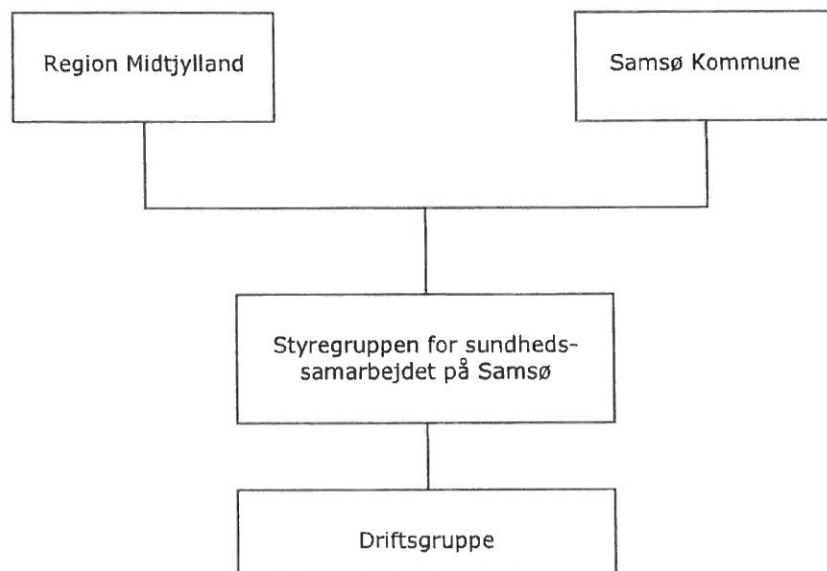 Region Midtjylland
Samsø Kommune
Styregruppen for sundheds-
samarbejdet på Samsø
Driftsgruppe